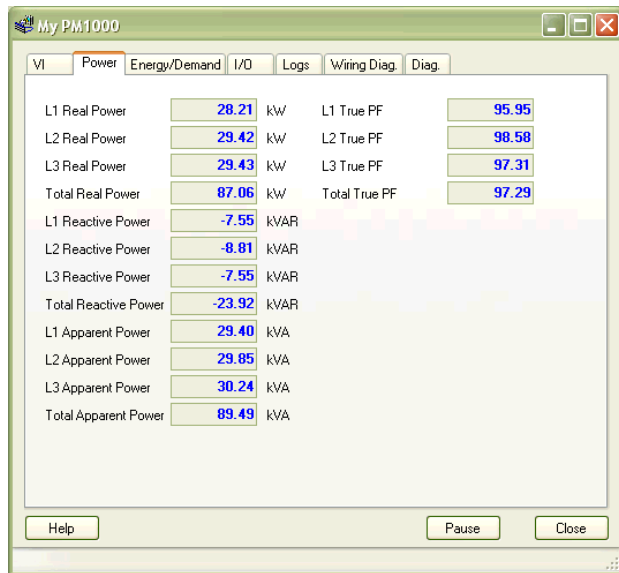 My PM1000
VI Power Energy/Demand I/O Logs Wiring Diag. Diag.
L1 Real Power 28.21 kW L1 True PF 95.95
L2 Real Power 29.42 kW L2 True PF 98.58
L3 Real Power 29.43 kW L3 True PF 97.31
Total Real Power 87.06 kW Total True PF 97.29
L1 Reactive Power -7.55 kVAR
L2 Reactive Power -8.81 kVAR
L3 Reactive Power -7.55 kVAR
Total Reactive Power -23.92 kVAR
L1 Apparent Power 29.40 kVA
L2 Apparent Power 29.85 kVA
L3 Apparent Power 30.24 kVA
Total Apparent Power 89.49 kVA
Help Pause Close